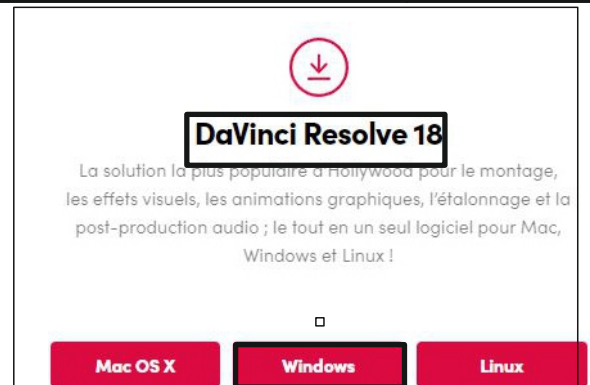 DaVinci Resolve 18
La solution la plus populaire d'Hollywood pour le montage,
les effets visuels, les animations graphiques, l'étalonnage et la
post-production audio ; le tout en un seul logiciel pour Mac,
Windows et Linux !
Mac OS X
Windows
Linux